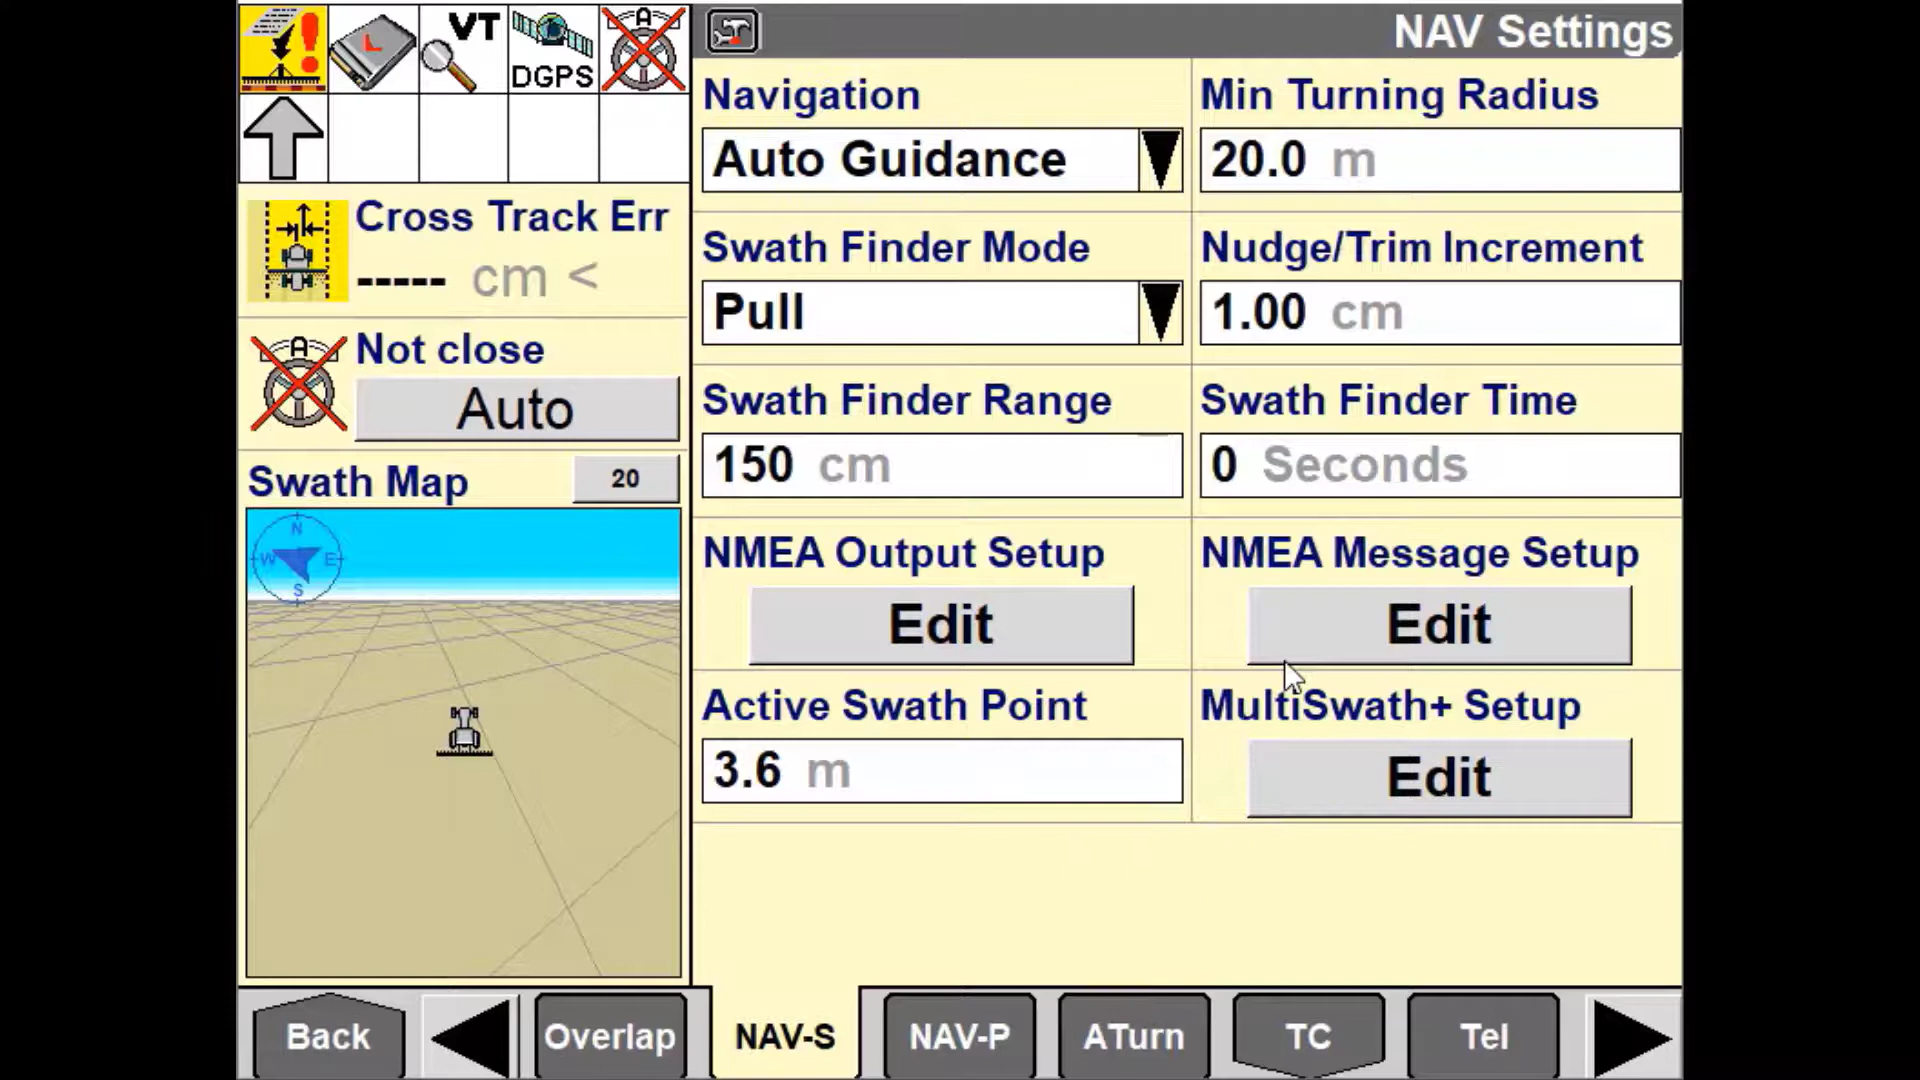 VT
DGPS
A
L
NAV Settings
Cross Track Err
----- cm <
A
Not close
Auto
Swath Map
20
N
W E
S
Navigation
Auto Guidance
Min Turning Radius
20.0 m
Swath Finder Mode
Pull
Nudge/Trim Increment
1.00 cm
Swath Finder Range
150 cm
Swath Finder Time
0 Seconds
NMEA Output Setup
Edit
NMEA Message Setup
Edit
Active Swath Point
3.6 m
MultiSwath+ Setup
Edit
Back
Overlap
NAV-S
NAV-P
ATurn
TC
Tel